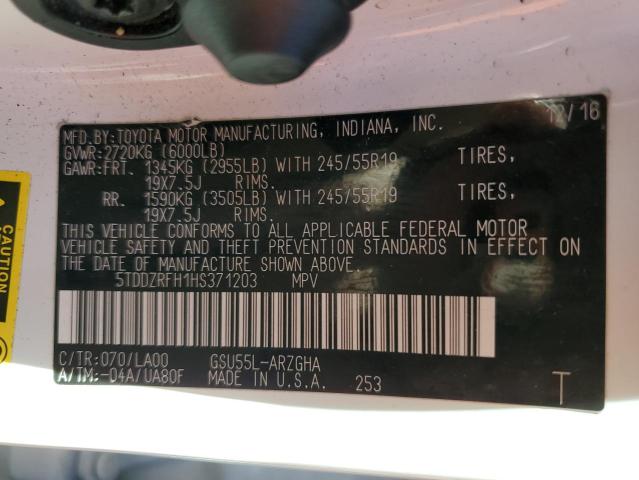 MFD.BY:TOYOTA MOTOR MANUFACTURING, INDIANA, INC. 12/16
GVWR:2720KG (6000LB)
GAWR:FRT. 1345KG (2955LB) WITH 245/55R19 TIRES,
19X7.5J RIMS.
RR. 1590KG (3505LB) WITH 245/55R19 TIRES,
19X7.5J RIMS.
THIS VEHICLE CONFORMS TO ALL APPLICABLE FEDERAL MOTOR
VEHICLE SAFETY AND THEFT PREVENTION STANDARDS IN EFFECT ON
THE DATE OF MANUFACTURE SHOWN ABOVE.
5TDDZRFH1HS371203 MPV
C/TR:070/LA00 GSU55L-ARZGHA
A/TM:-04A/UA80F MADE IN U.S.A. 253 T
CAUTION